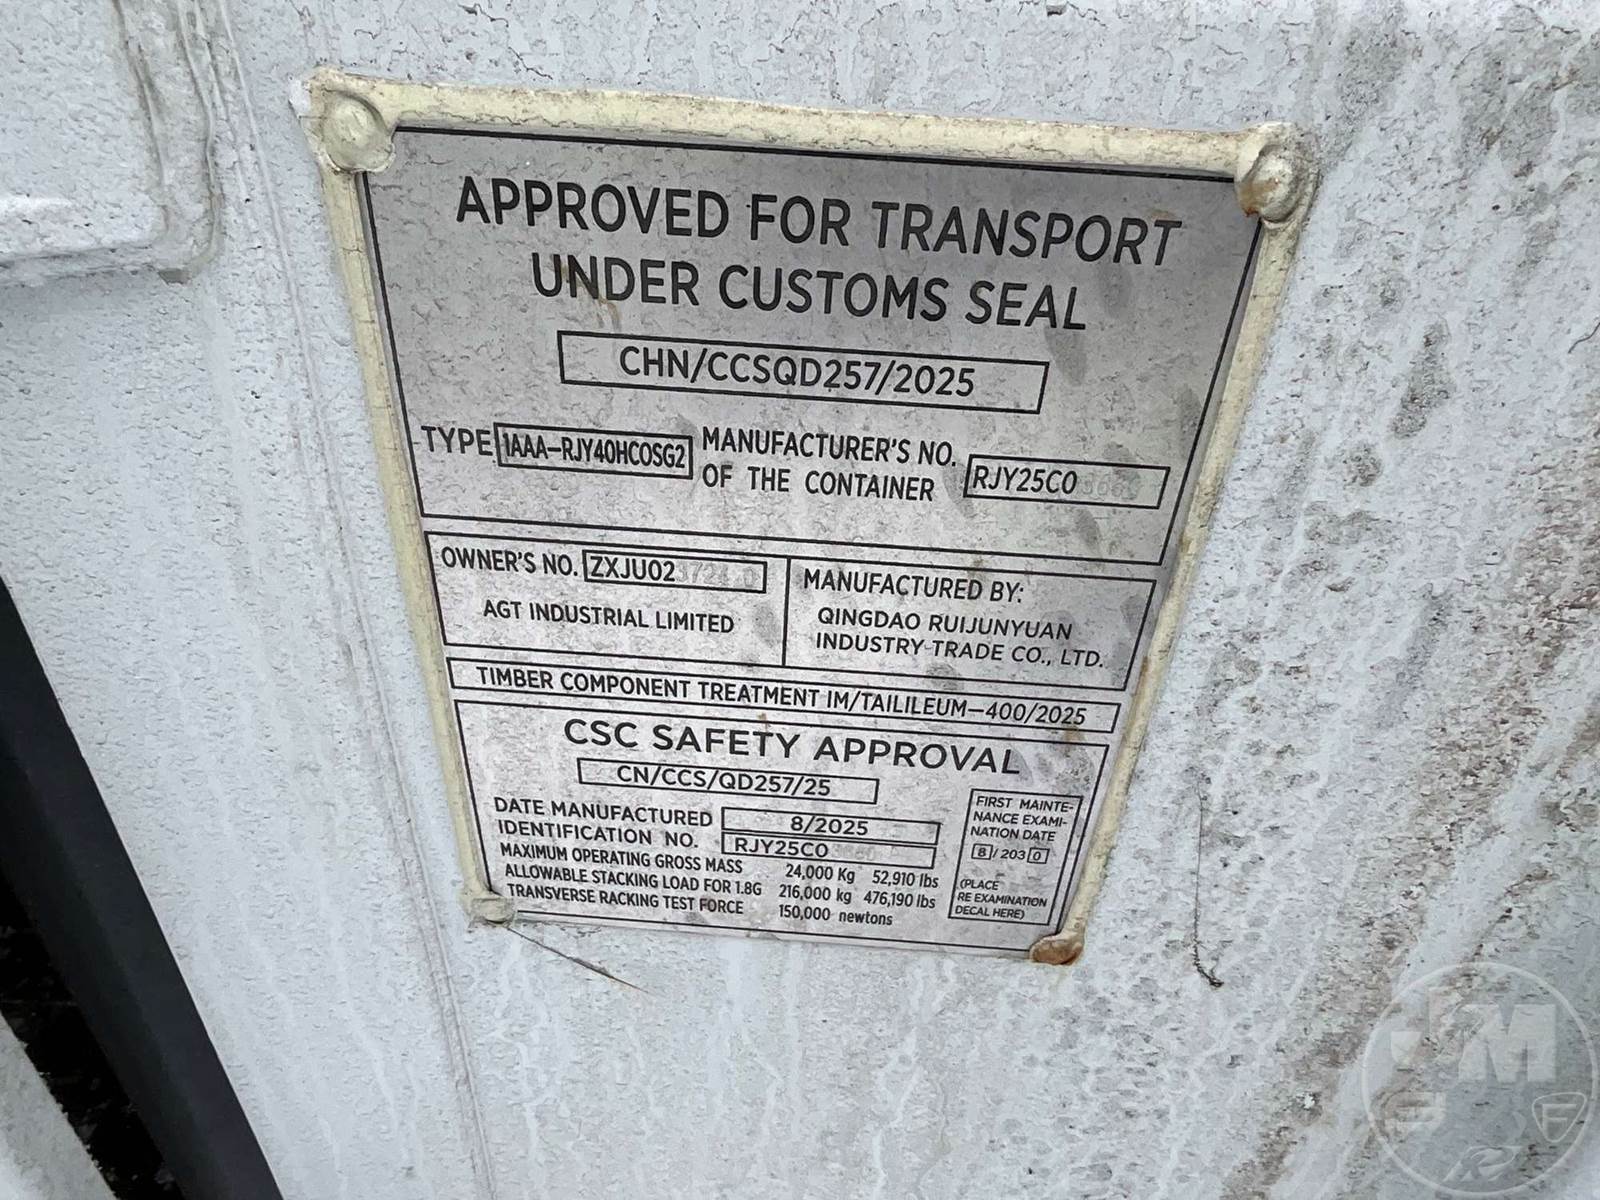 APPROVED FOR TRANSPORT
UNDER CUSTOMS SEAL
CHN/CCSQD257/2025
TYPE 1AAA-RJY40HCOSG2 MANUFACTURER'S NO. OF THE CONTAINER RJY25C0
OWNER'S NO. ZXJU02
AGT INDUSTRIAL LIMITED
MANUFACTURED BY:
QINGDAO RUIJUNYUAN
INDUSTRY TRADE CO., LTD.
TIMBER COMPONENT TREATMENT IM/TAILILEUM-400/2025
CSC SAFETY APPROVAL
CN/CCS/QD257/25
DATE MANUFACTURED 8/2025
IDENTIFICATION NO. RJY25C0
MAXIMUM OPERATING GROSS MASS 24,000 Kg 52,910 lbs
ALLOWABLE STACKING LOAD FOR 1.8G 216,000 kg 476,190 lbs
TRANSVERSE RACKING TEST FORCE 150,000 newtons
FIRST MAINTE-
NANCE EXAMI-
NATION DATE
8/2030
(PLACE
RE EXAMINATION
DECAL HERE)